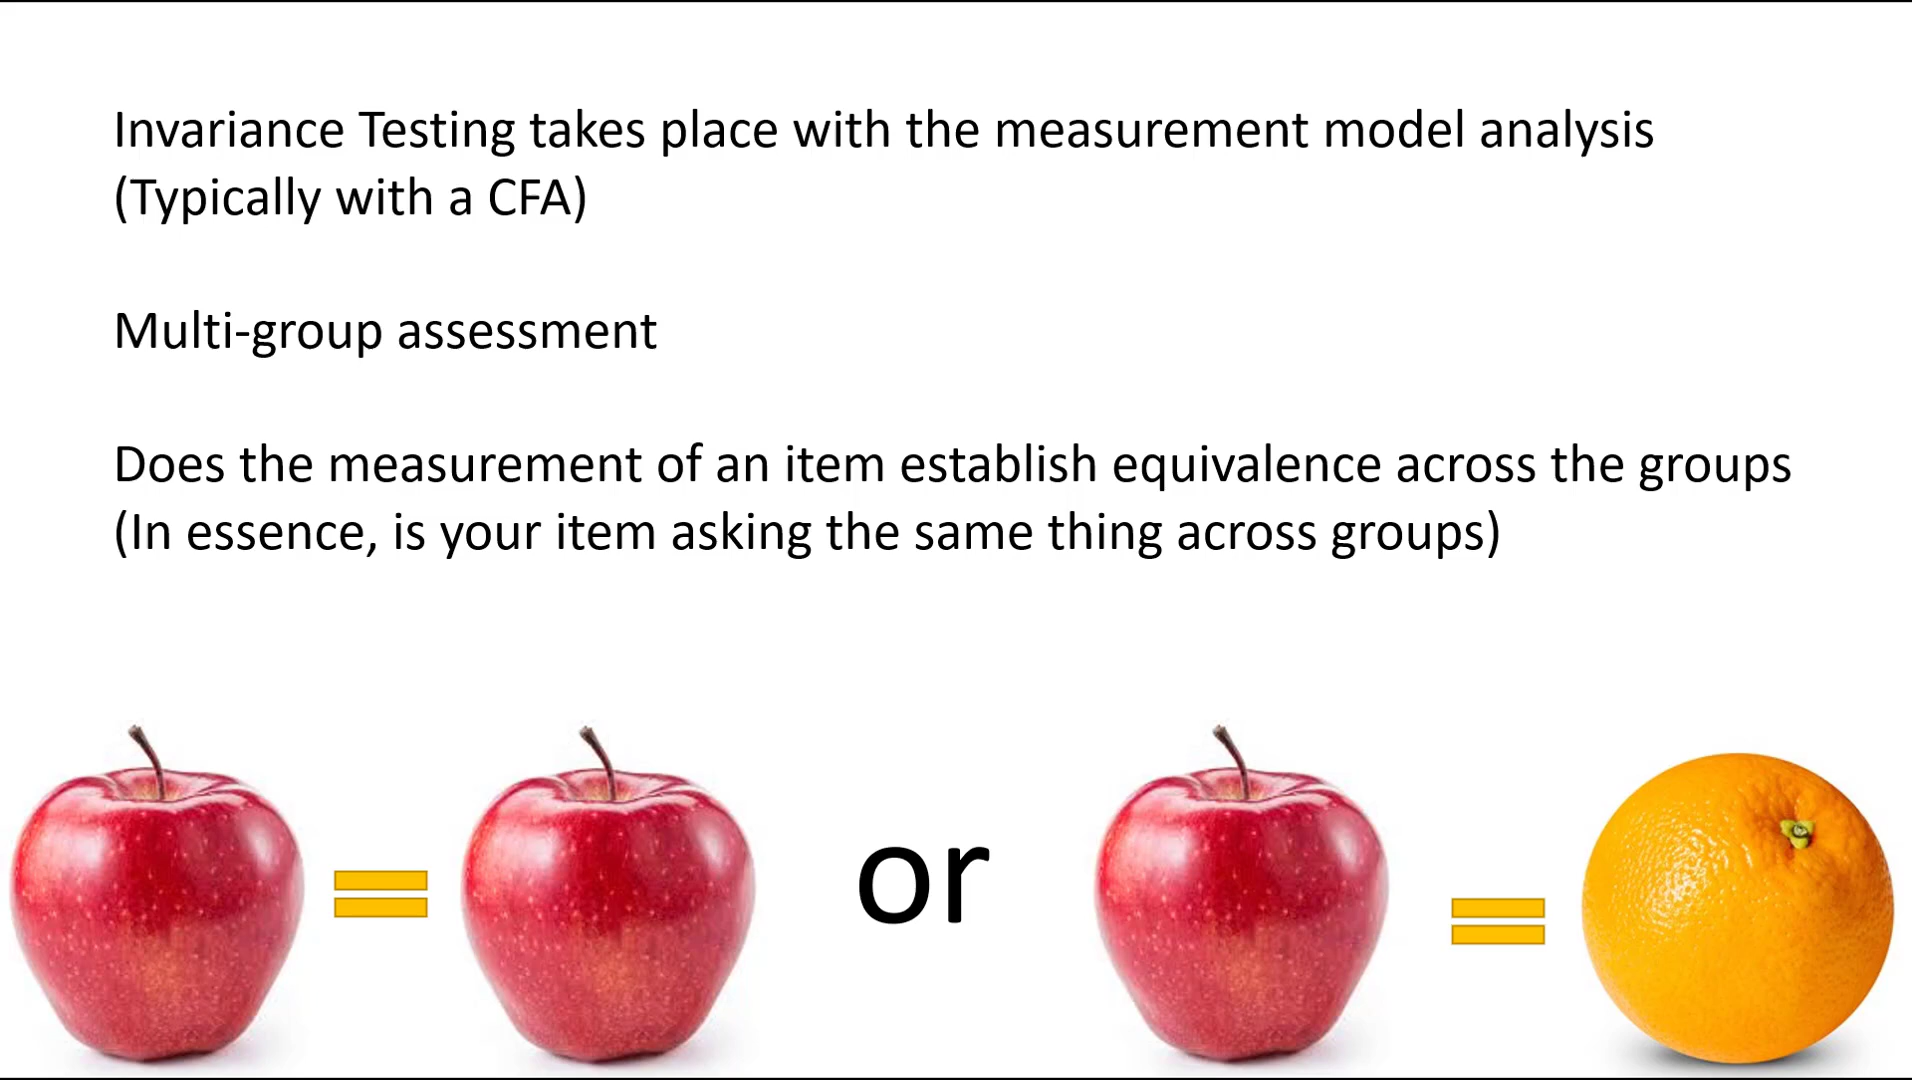 Invariance Testing takes place with the measurement model analysis
(Typically with a CFA)
Multi-group assessment
Does the measurement of an item establish equivalence across the groups
(In essence, is your item asking the same thing across groups)
or